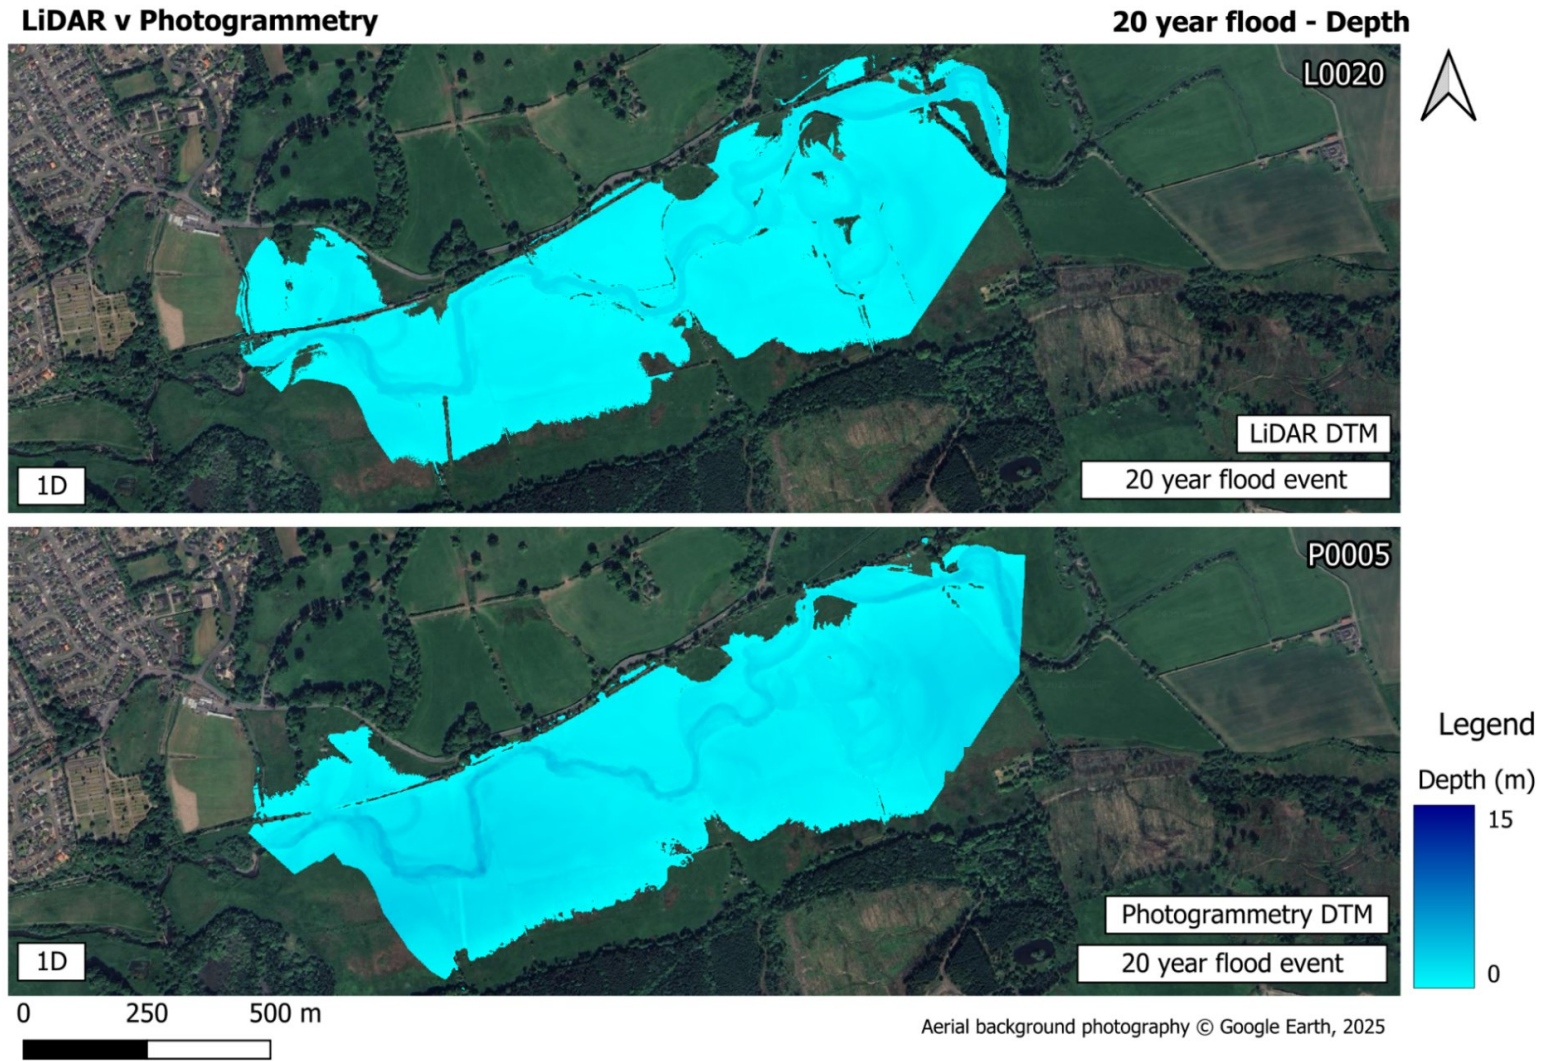 LiDAR v Photogrammetry
20 year flood - Depth
L0020
LiDAR DTM
20 year flood event
1D
P0005
Photogrammetry DTM
20 year flood event
1D
Legend
Depth (m)
15
0
0 250 500 m
Aerial background photography © Google Earth, 2025